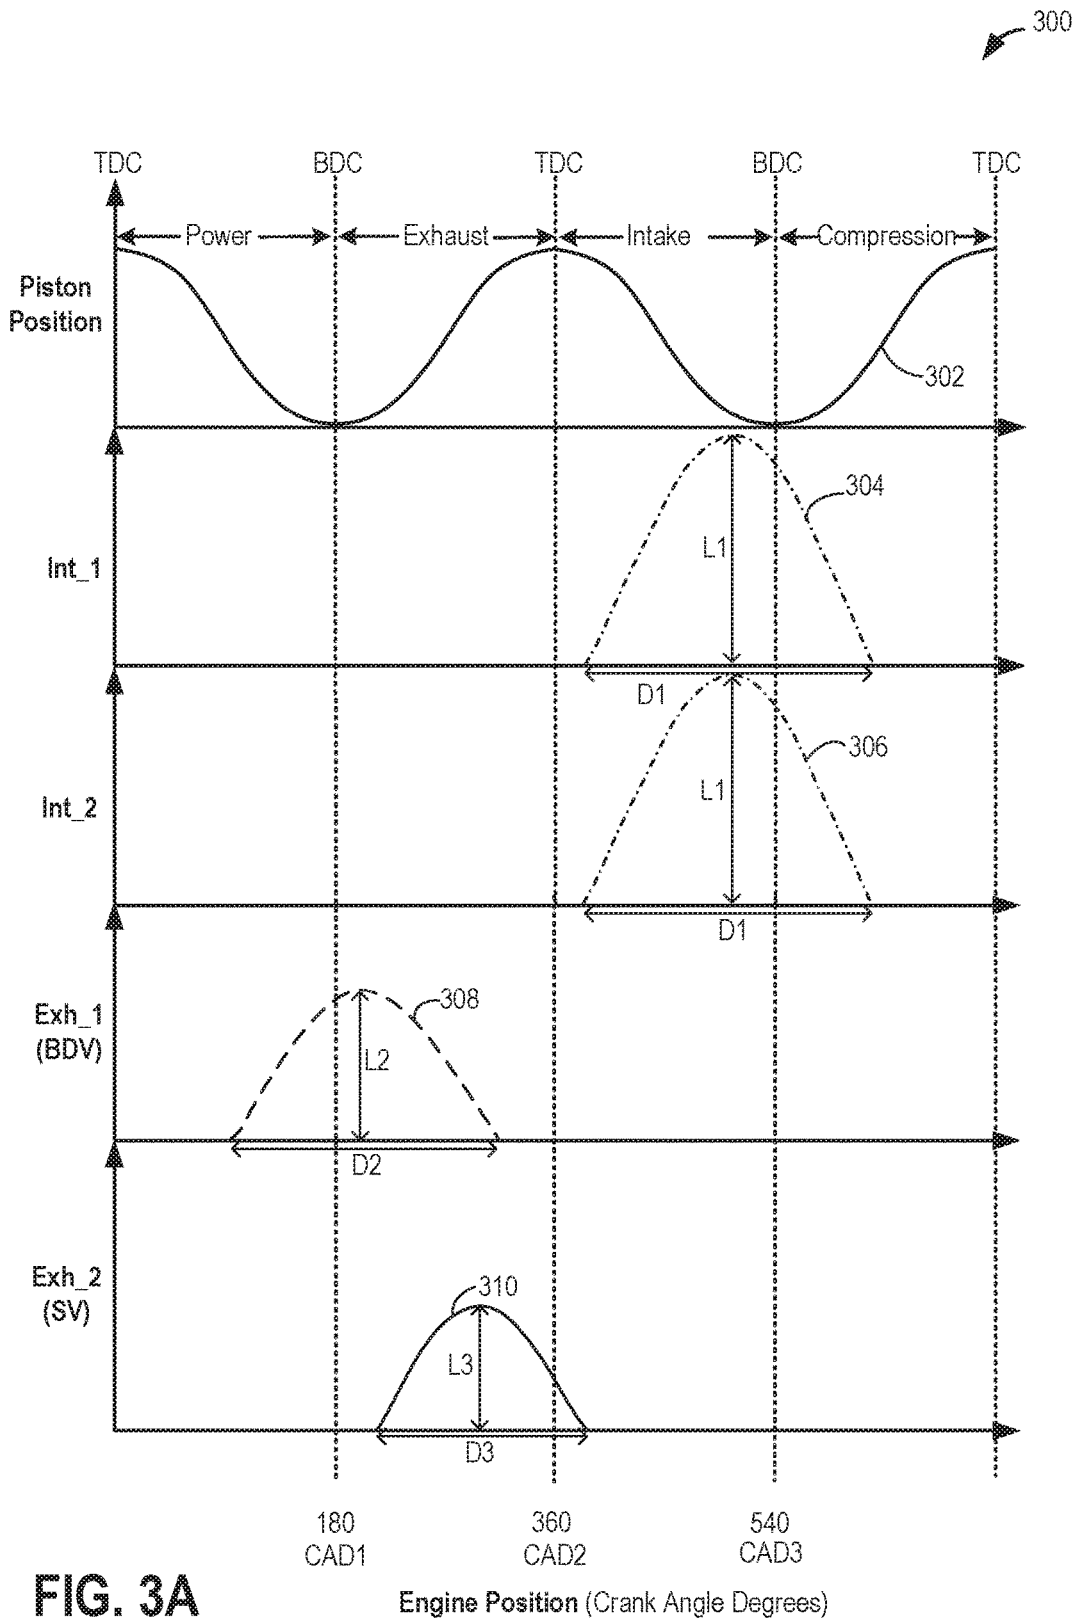 300
TDC BDC TDC BDC TDC
Power Exhaust Intake Compression
Piston
Position
302
304
L1
Int_1
D1
306
L1
Int_2
D1
308
Exh_1
(BDV)
L2
D2
310
Exh_2
(SV)
L3
D3
180 360 540
CAD1 CAD2 CAD3
FIG. 3A
Engine Position (Crank Angle Degrees)